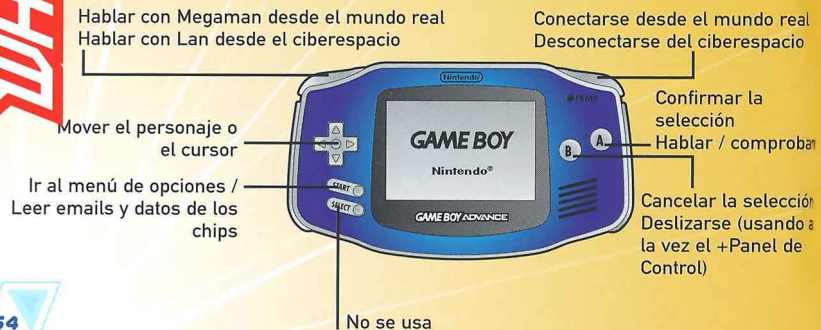 Hablar con Megaman desde el mundo real
Hablar con Lan desde el ciberespacio
Conectarse desde el mundo real
Desconectarse del ciberespacio
Nintendo
POWER
Confirmar la
selección
Hablar / comprobar
Mover el personaje o
el cursor
GAME BOY
Nintendo®
B
A
Ir al menú de opciones /
Leer emails y datos de los
chips
START
SELECT
GAME BOY ADVANCE
Cancelar la selección
Deslizarse (usando a
la vez el +Panel de
Control)
No se usa
54